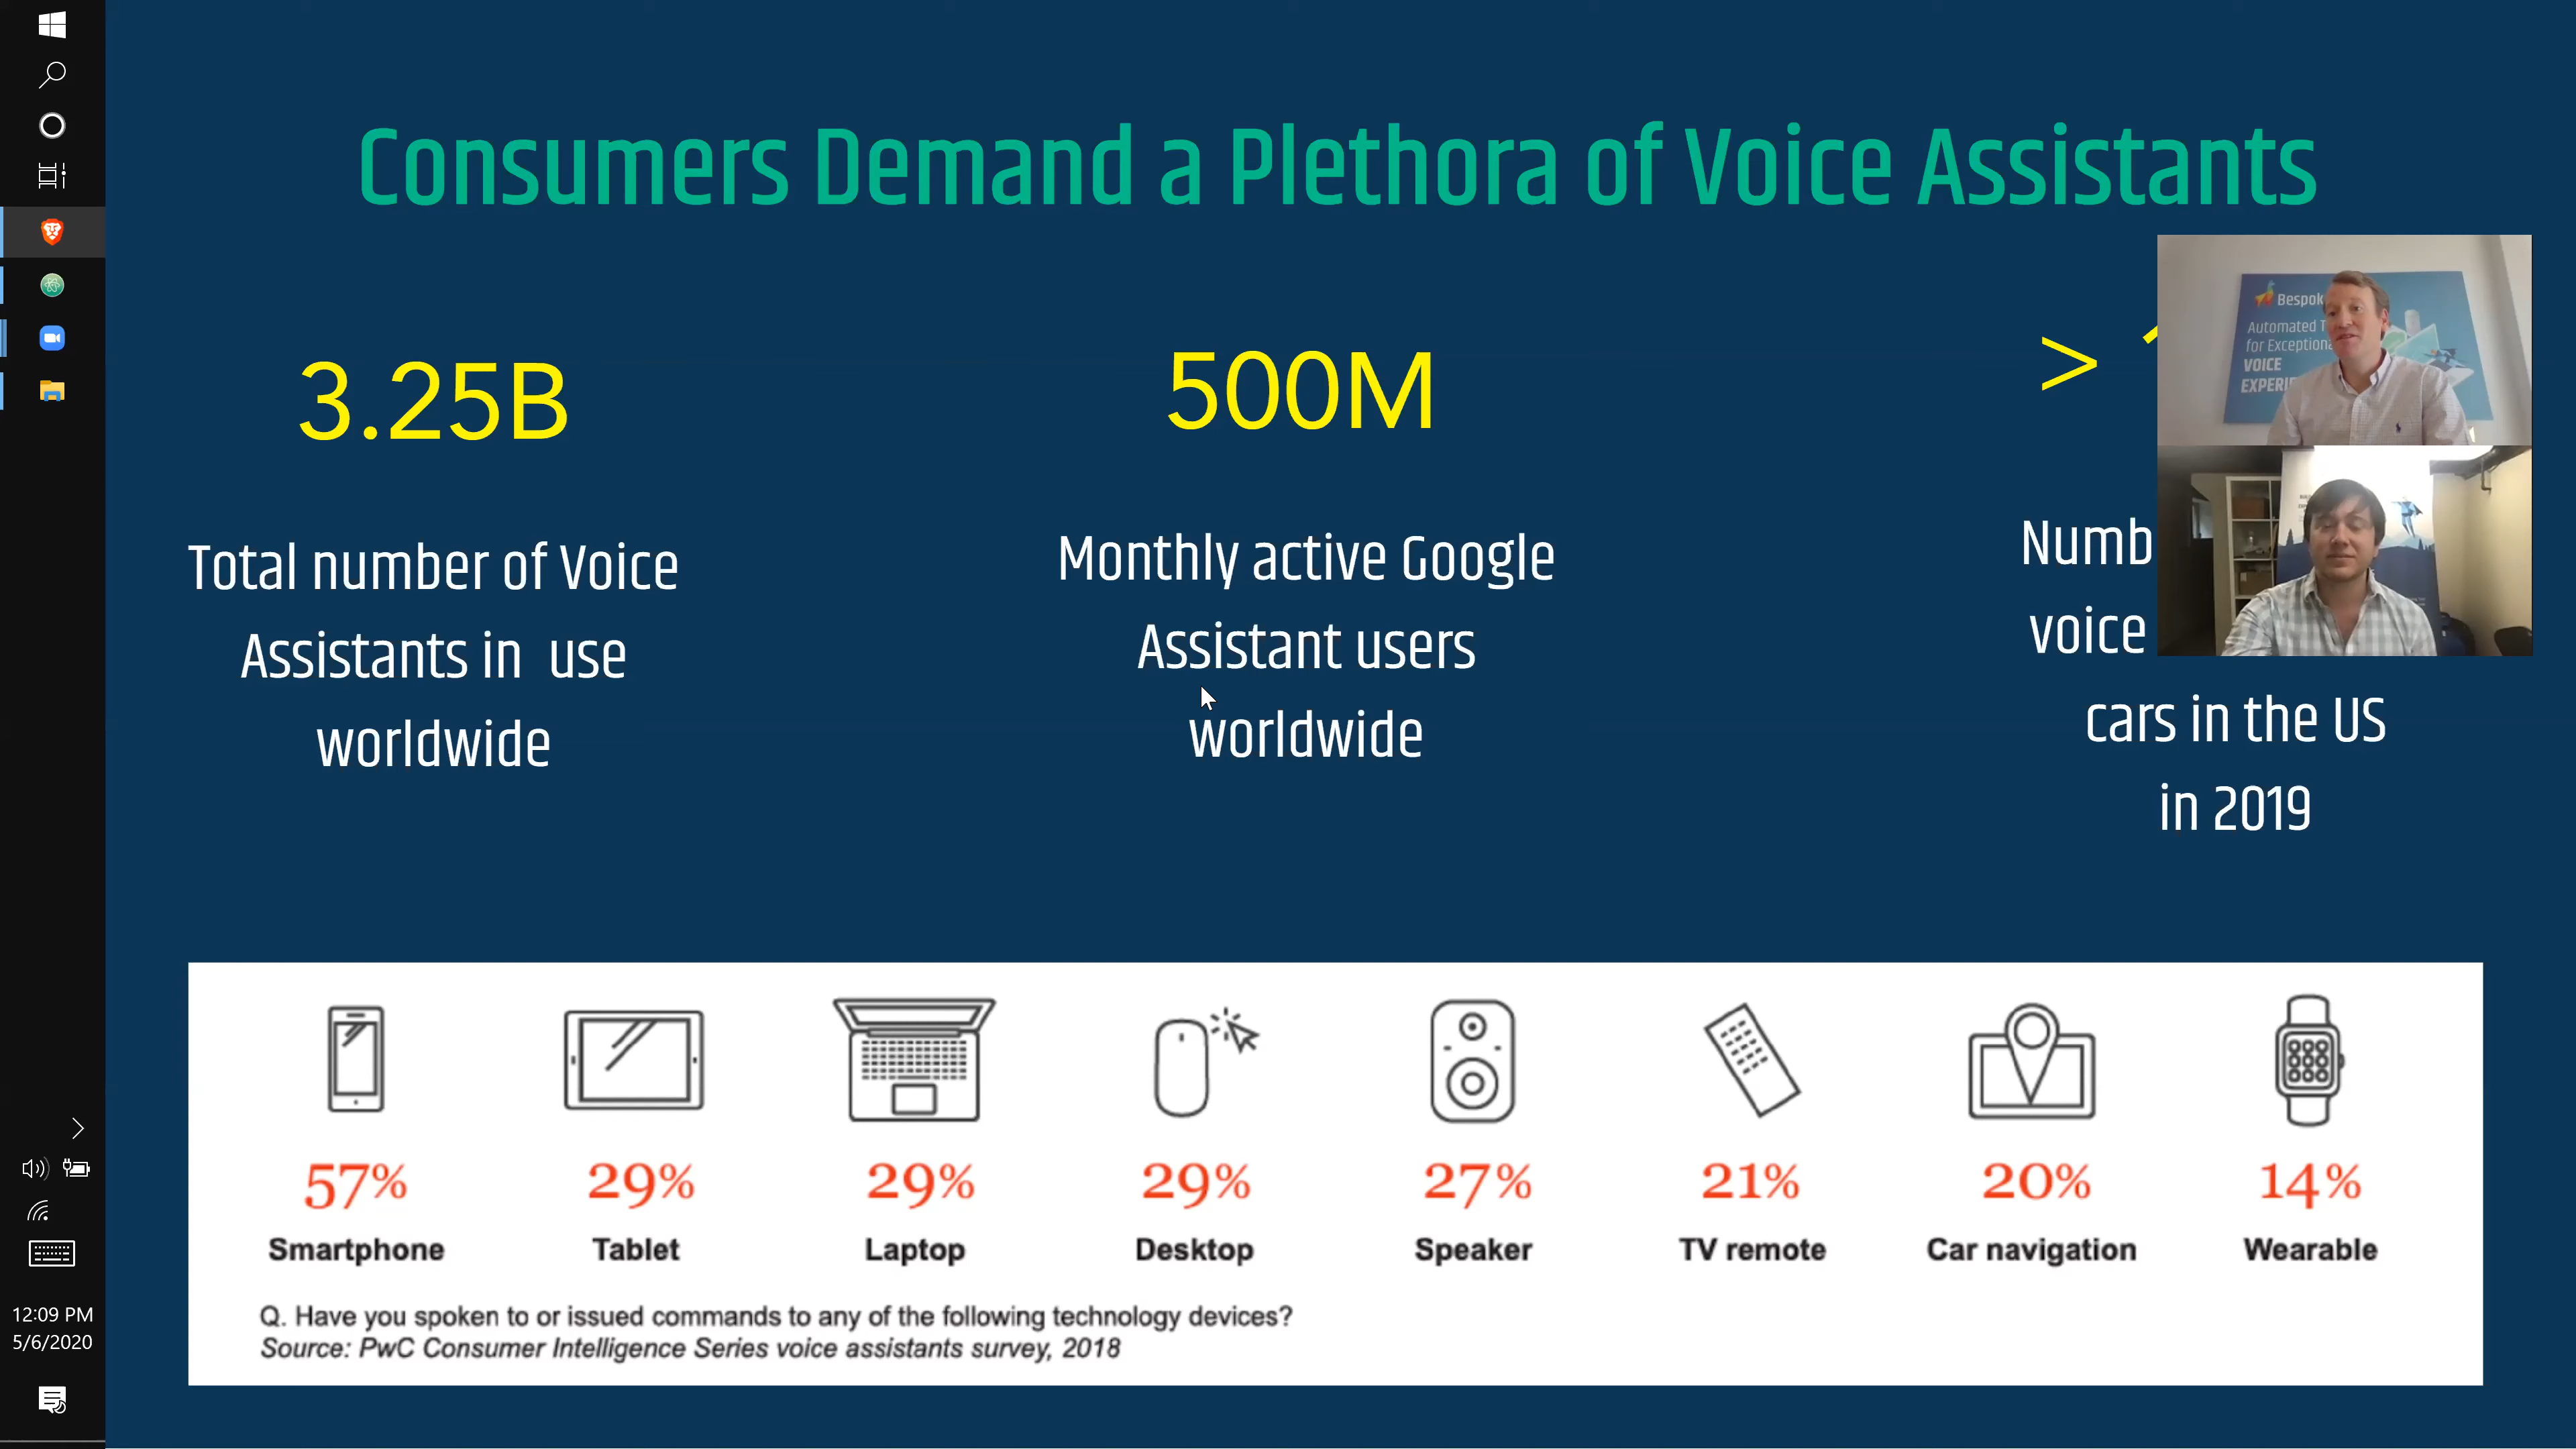 Consumers Demand a Plethora of Voice Assistants
3.25B
Total number of Voice
Assistants in use
worldwide
500M
Monthly active Google
Assistant users
worldwide
>
voice
cars in the US
in 2019
Automated
for
VOICE
57%
Smartphone
29%
Tablet
29%
Laptop
29%
Desktop
27%
Speaker
21%
TV remote
20%
Car navigation
14%
Wearable
Q. Have you spoken to or issued commands to any of the following technology devices?
Source: PwC Consumer Intelligence Series voice assistants survey, 2018
12:09 PM
5/6/2020